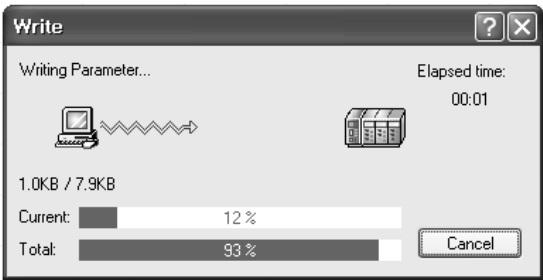 Write
Writing Parameter...
Elapsed time:
00:01
1.0KB / 7.9KB
Current: 12 %
Total: 93 %
Cancel